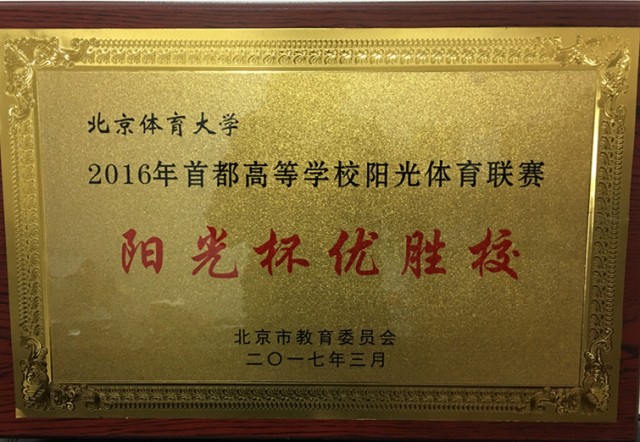 北京体育大学
2016年首都高等学校阳光体育联赛
阳光杯优胜校
北京市教育委员会
二〇一七年三月